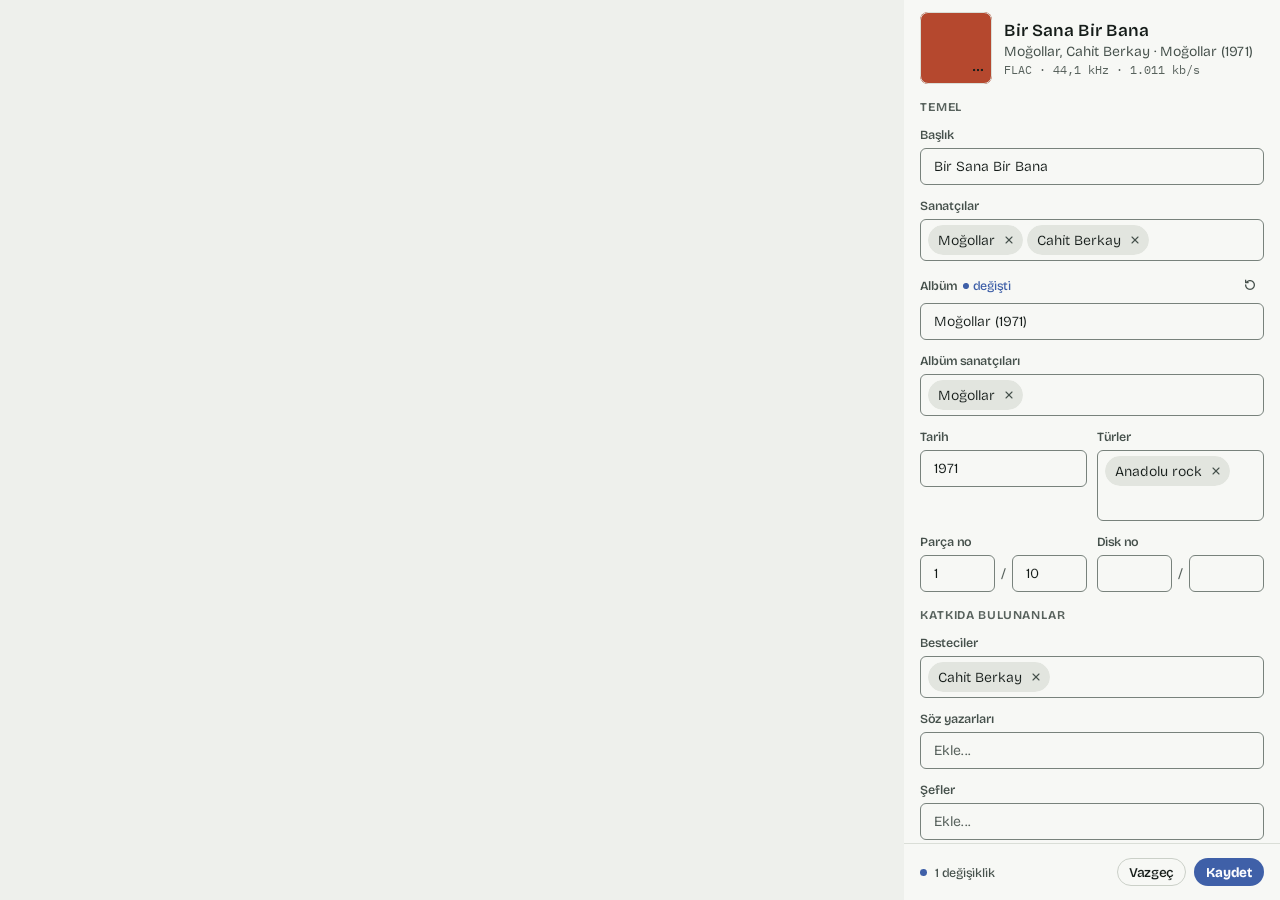 Bir Sana Bir Bana
Moğollar, Cahit Berkay · Moğollar (1971)
FLAC · 44,1 kHz · 1.011 kb/s
TEMEL
Başlık
Bir Sana Bir Bana
Sanatçılar
Moğollar × Cahit Berkay ×
Albüm • değişti
Moğollar (1971)
Albüm sanatçıları
Moğollar ×
Tarih Türler
1971 Anadolu rock ×
Parça no Disk no
1 / 10 /
KATKIDA BULUNANLAR
Besteciler
Cahit Berkay ×
Söz yazarları
Ekle...
Şefler
Ekle...
1 değişiklik Vazgeç Kaydet